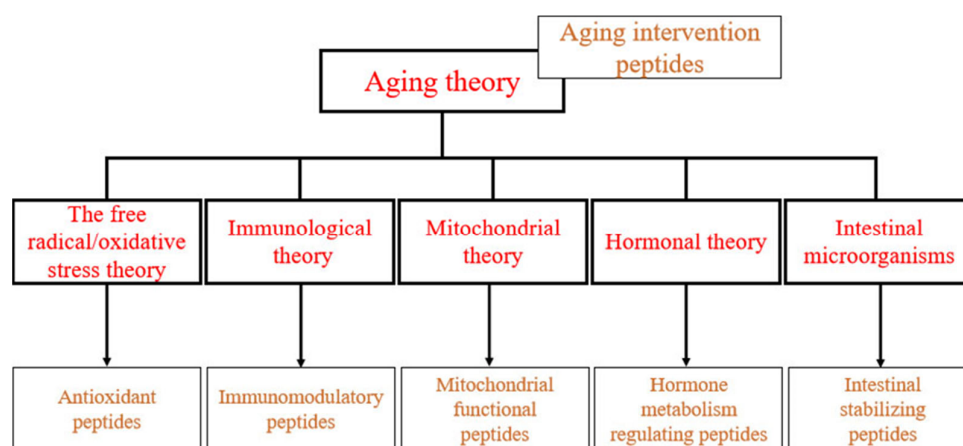 Aging intervention
peptides
Aging theory
The free
radical/oxidative
stress theory
Immunological
theory
Mitochondrial
theory
Hormonal theory
Intestinal
microorganisms
Antioxidant
peptides
Immunomodulatory
peptides
Mitochondrial
functional
peptides
Hormone
metabolism
regulating peptides
Intestinal
stabilizing
peptides